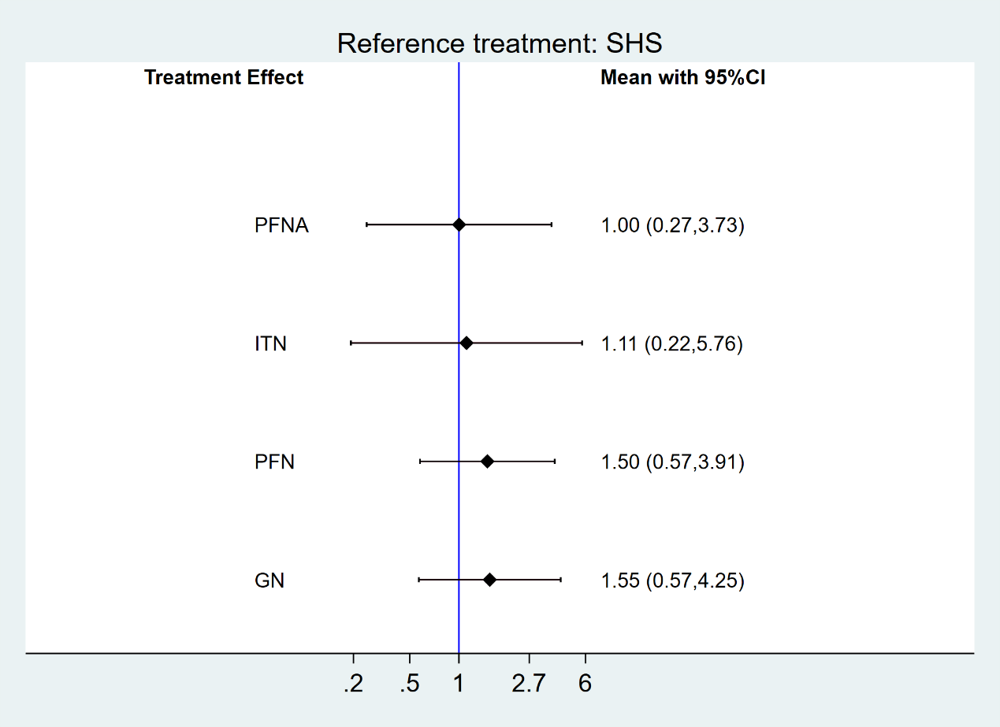 Reference treatment: SHS
Treatment Effect Mean with 95%CI
PFNA 1.00 (0.27,3.73)
ITN 1.11 (0.22,5.76)
PFN 1.50 (0.57,3.91)
GN 1.55 (0.57,4.25)
.2 .5 1 2.7 6